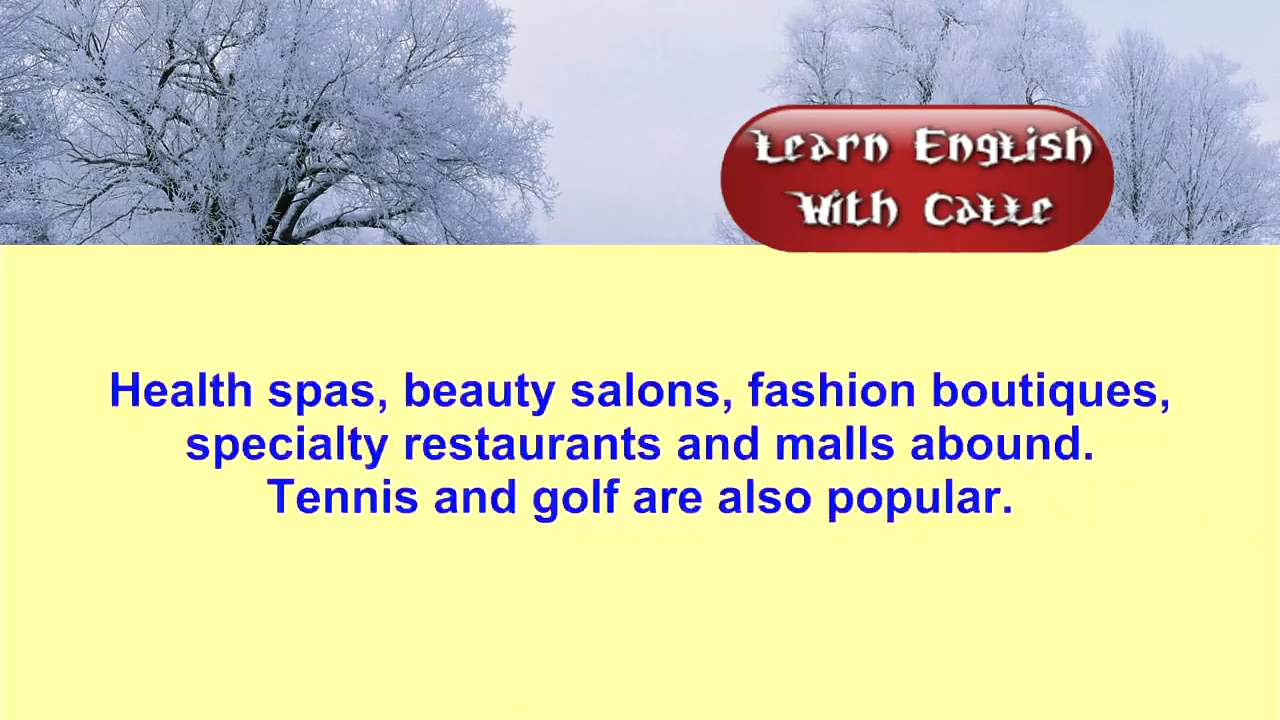 Learn English
With Calle
Health spas, beauty salons, fashion boutiques,
specialty restaurants and malls abound.
Tennis and golf are also popular.